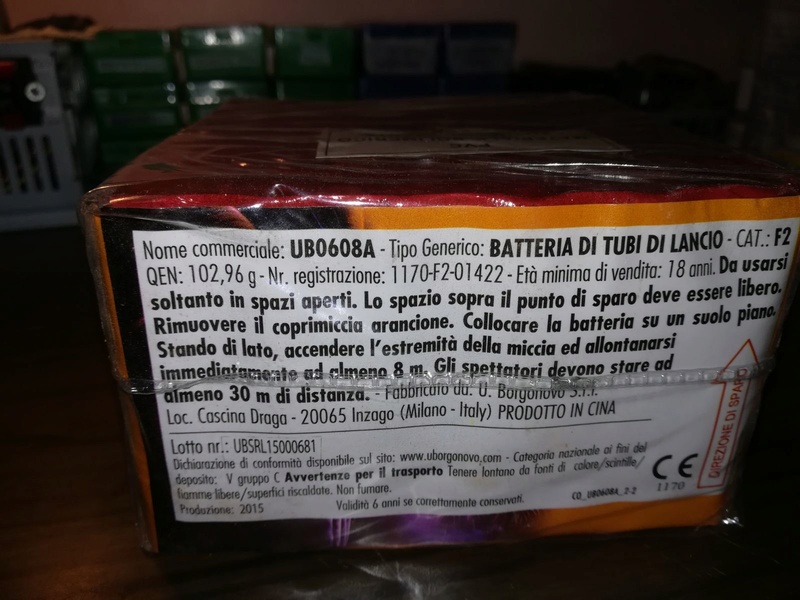 Nome commerciale: UB0608A - Tipo Generico: BATTERIA DI TUBI DI LANCIO - CAT.: F2
QEN: 102,96 g - Nr. registrazione: 1170-F2-01422 - Età minima di vendita: 18 anni. Da usarsi
soltanto in spazi aperti. Lo spazio sopra il punto di sparo deve essere libero.
Rimuovere il coprimiccia arancione. Collocare la batteria su un suolo piano.
Stando di lato, accendere l'estremità della miccia ed allontanarsi
immediatamente ad almeno 8 m. Gli spettatori devono stare ad
almeno 30 m di distanza. - Fabbricato da: U. Borgonovo S.r.l.
Loc. Cascina Draga - 20065 Inzago (Milano - Italy) PRODOTTO IN CINA
Lotto nr.: UBSRL15000681
Dichiarazione di conformità disponibile sul sito: www.uborgonovo.com - Categoria nazionale ai fini del
deposito: V gruppo C Avvertenze per il trasporto Tenere lontano da fonti di calore/scintille/
fiamme libere/superfici riscaldate. Non fumare.
Produzione: 2015 Validità 6 anni se correttamente conservati.
CO_UB0608A_2-2
CE
1170
DIREZIONE DI SPARO
PVC